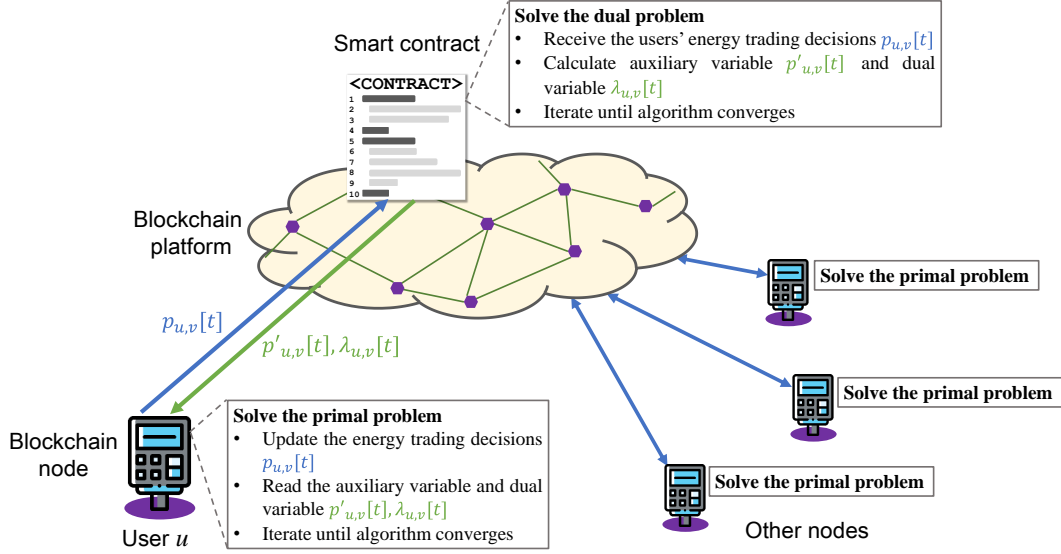 Smart contract
<CONTRACT>
1
2
3
4
5
6
7
8
9
10
Solve the dual problem
• Receive the users' energy trading decisions p_{u,v}[t]
• Calculate auxiliary variable p'_{u,v}[t] and dual
variable λ_{u,v}[t]
• Iterate until algorithm converges
Blockchain
platform
p_{u,v}[t]
p'_{u,v}[t], λ_{u,v}[t]
Solve the primal problem
Solve the primal problem
Solve the primal problem
Other nodes
Blockchain
node
User u
Solve the primal problem
• Update the energy trading decisions
p_{u,v}[t]
• Read the auxiliary variable and dual
variable p'_{u,v}[t], λ_{u,v}[t]
• Iterate until algorithm converges